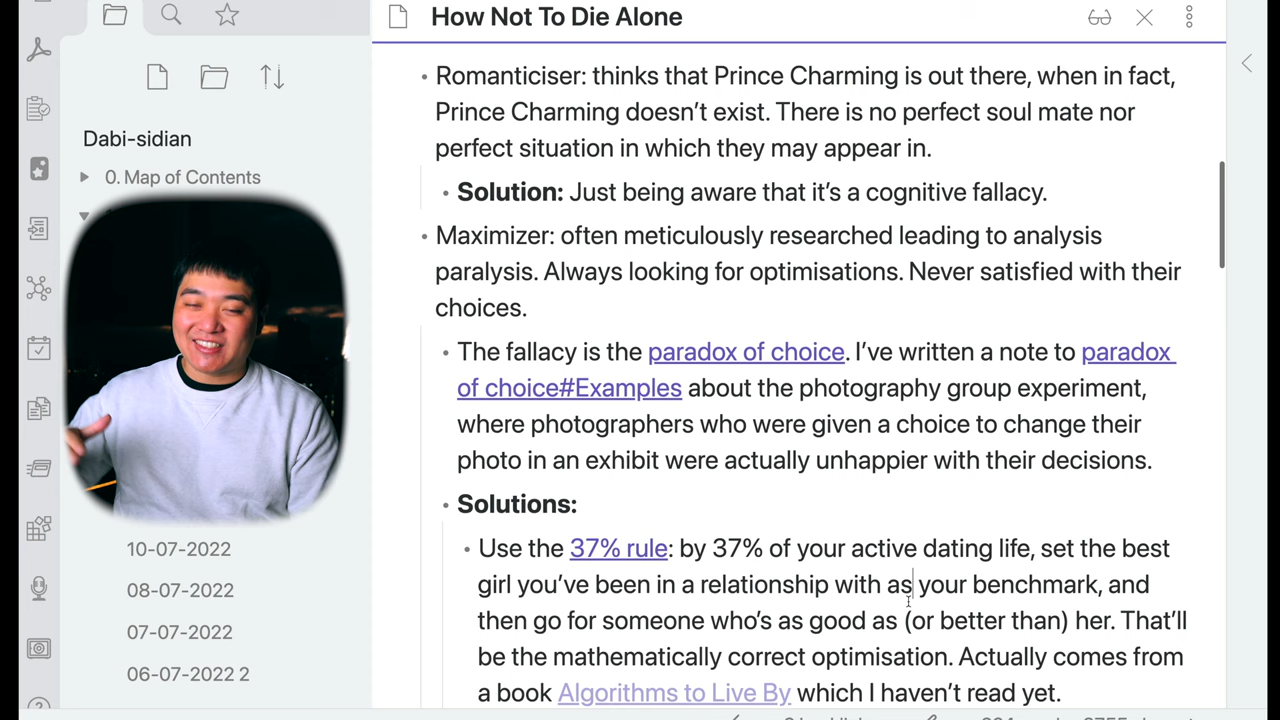 How Not To Die Alone
Dabi-sidian
0. Map of Contents
10-07-2022
08-07-2022
07-07-2022
06-07-2022 2
• Romanticiser: thinks that Prince Charming is out there, when in fact,
Prince Charming doesn’t exist. There is no perfect soul mate nor
perfect situation in which they may appear in.
• Solution: Just being aware that it’s a cognitive fallacy.
• Maximizer: often meticulously researched leading to analysis
paralysis. Always looking for optimisations. Never satisfied with their
choices.
• The fallacy is the paradox of choice. I’ve written a note to paradox
of choice#Examples about the photography group experiment,
where photographers who were given a choice to change their
photo in an exhibit were actually unhappier with their decisions.
• Solutions:
• Use the 37% rule: by 37% of your active dating life, set the best
girl you’ve been in a relationship with as your benchmark, and
then go for someone who’s as good as (or better than) her. That’ll
be the mathematically correct optimisation. Actually comes from
a book Algorithms to Live By which I haven’t read yet.